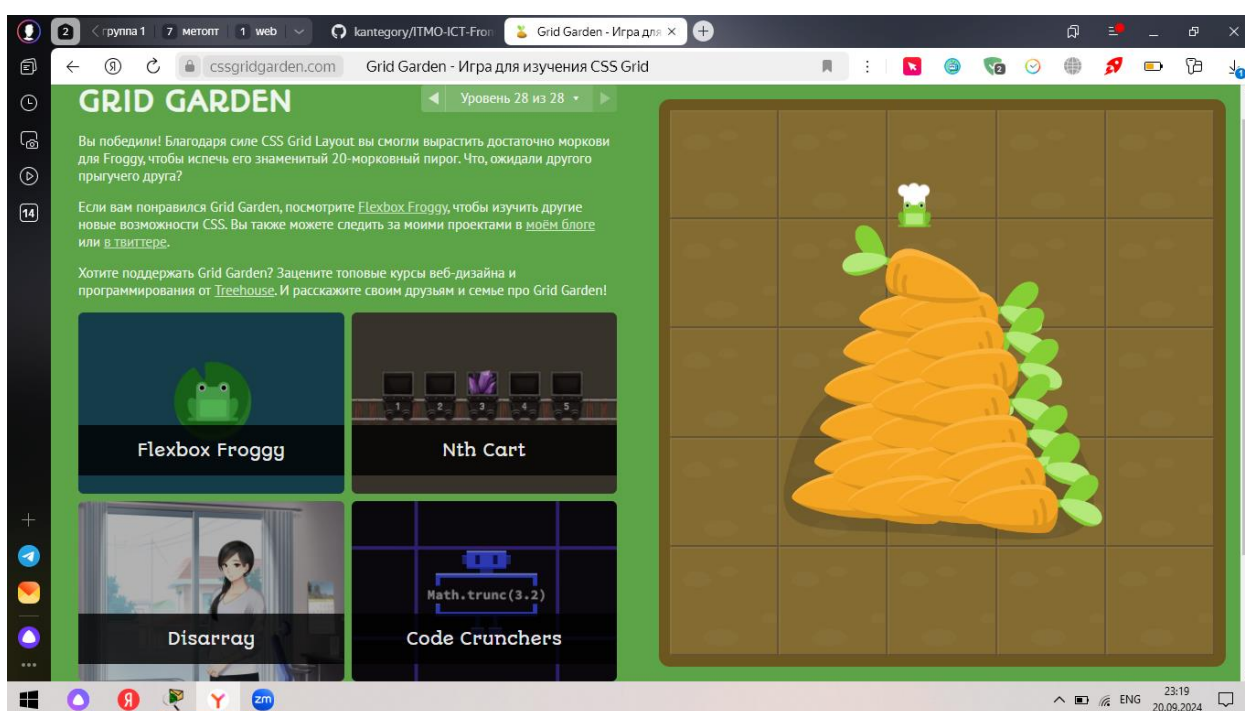 2
группа 1
7 метопт
1 web
kantegory/ITMO-ICT-Fron
Grid Garden - Игра для
cssgridgarden.com
Grid Garden - Игра для изучения CSS Grid
2
1
14
GRID GARDEN
Уровень 28 из 28
Вы победили! Благодаря силе CSS Grid Layout вы смогли вырастить достаточно моркови
для Froggy, чтобы испечь его знаменитый 20-морковный пирог. Что, ожидали другого
прыгучего друга?
Если вам понравился Grid Garden, посмотрите Flexbox Froggy, чтобы изучить другие
новые возможности CSS. Вы также можете следить за моими проектами в моём блоге
или в твиттере.
Хотите поддержать Grid Garden? Зацените топовые курсы веб-дизайна и
программирования от Treehouse. И расскажите своим друзьям и семье про Grid Garden!
1 2 3 4 5
Flexbox Froggy
Nth Cart
Math.trunc(3.2)
Disarray
Code Crunchers
Я
Y
zm
ENG
23:19
20.09.2024